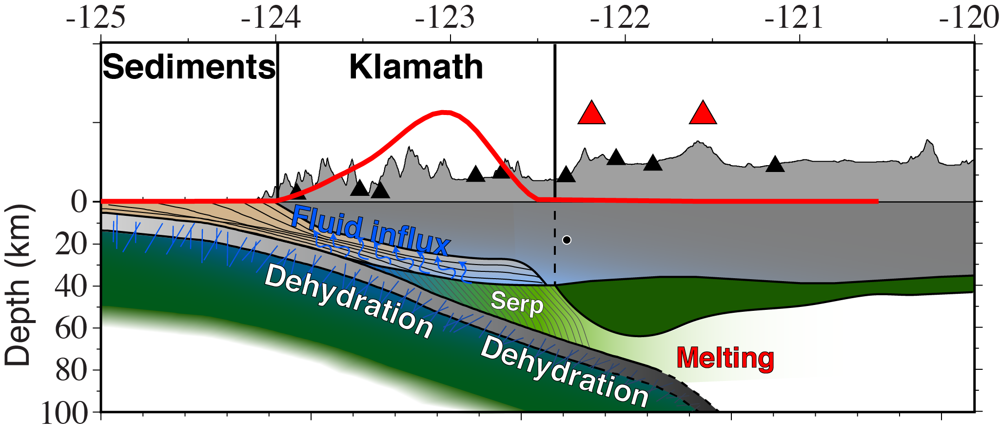 -125 -124 -123 -122 -121 -120
Sediments Klamath
0
20
40
60
80
100
Depth (km)
Fluid influx
Dehydration
Serp
Dehydration
Melting